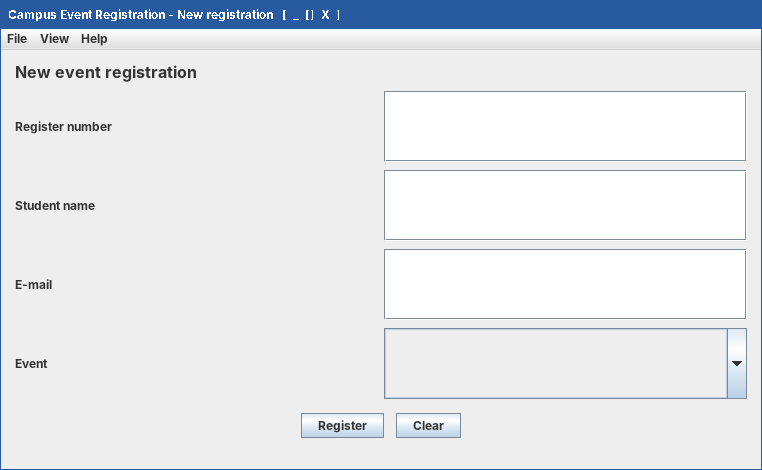 Campus Event Registration - New registration [ _ [] X ]
File View Help
New event registration
Register number
Student name
E-mail
Event
Register Clear